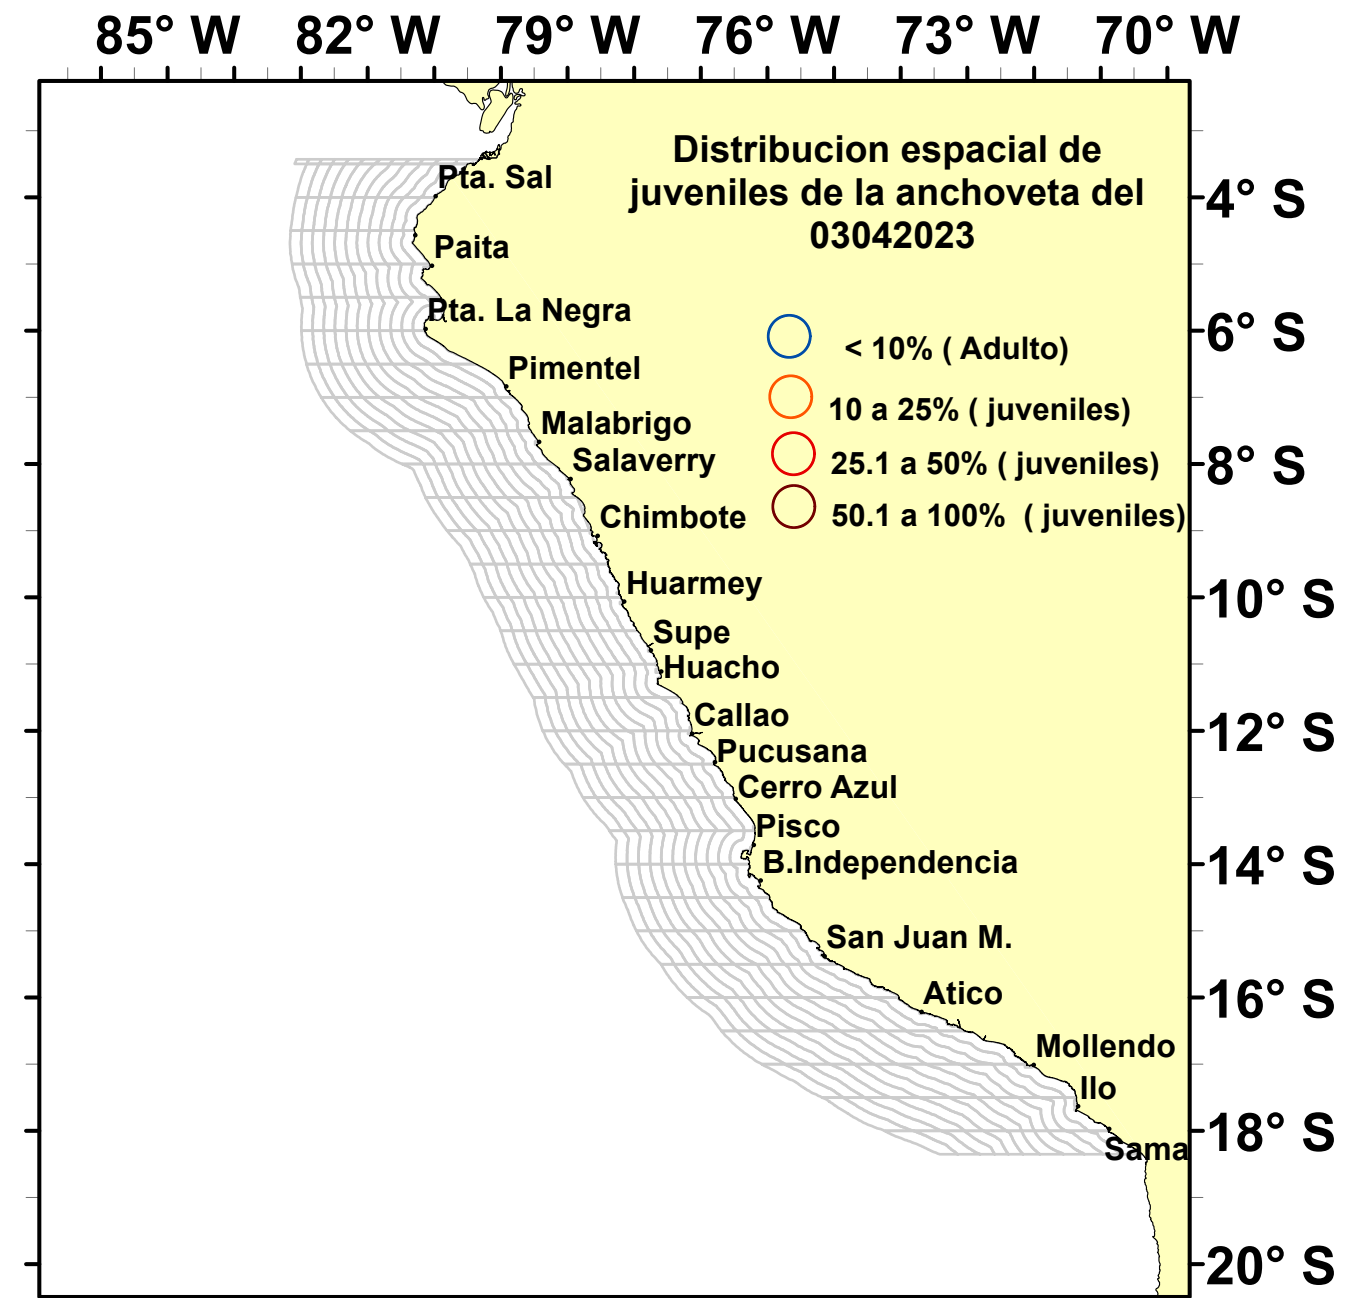 85° W 82° W 79° W 76° W 73° W 70° W
Distribucion espacial de
juveniles de la anchoveta del
03042023
Pta. Sal
4° S
Paita
Pta. La Negra
6° S
< 10% ( Adulto)
Pimentel
10 a 25% ( juveniles)
Malabrigo
Salaverry
25.1 a 50% ( juveniles)
8° S
Chimbote
50.1 a 100% ( juveniles)
Huarmey
10° S
Supe
Huacho
Callao
12° S
Pucusana
Cerro Azul
Pisco
B.Independencia
14° S
San Juan M.
Atico
16° S
Mollendo
Ilo
18° S
Sama
20° S